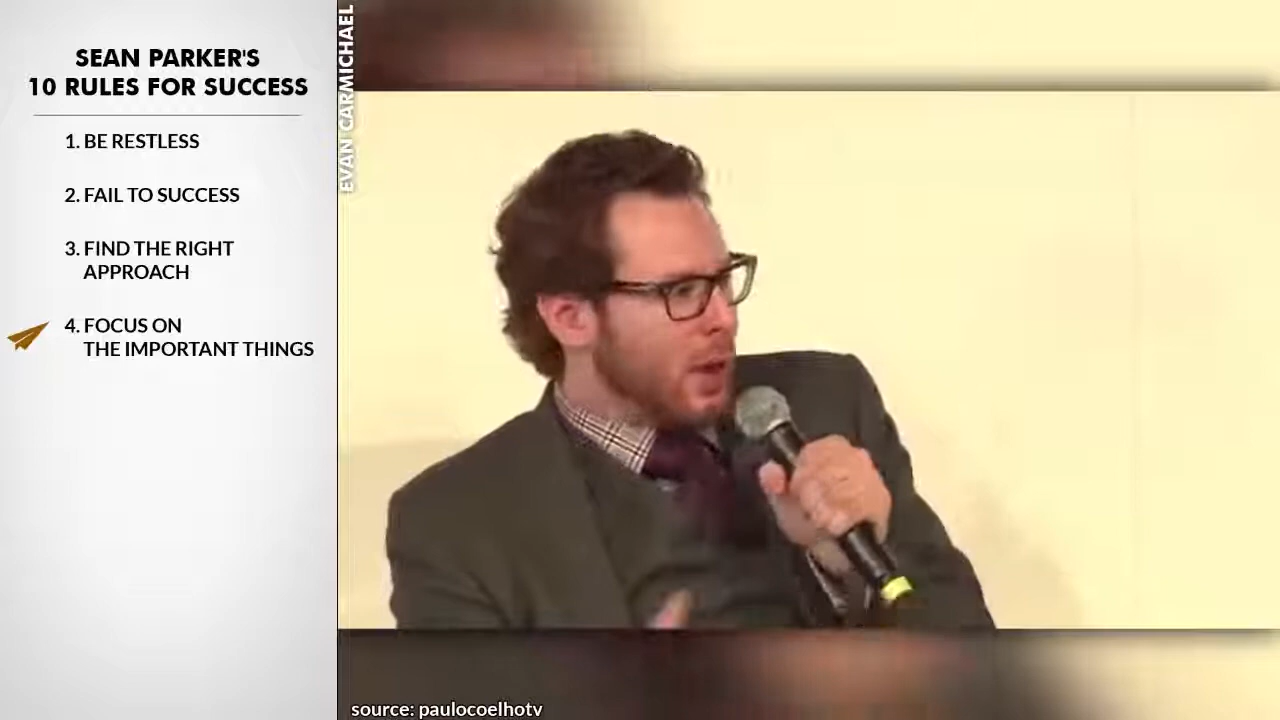 SEAN PARKER'S
10 RULES FOR SUCCESS
1. BE RESTLESS
2. FAIL TO SUCCESS
3. FIND THE RIGHT
APPROACH
4. FOCUS ON
THE IMPORTANT THINGS
EVAN CARMICHAEL
source: paulocoelhotv